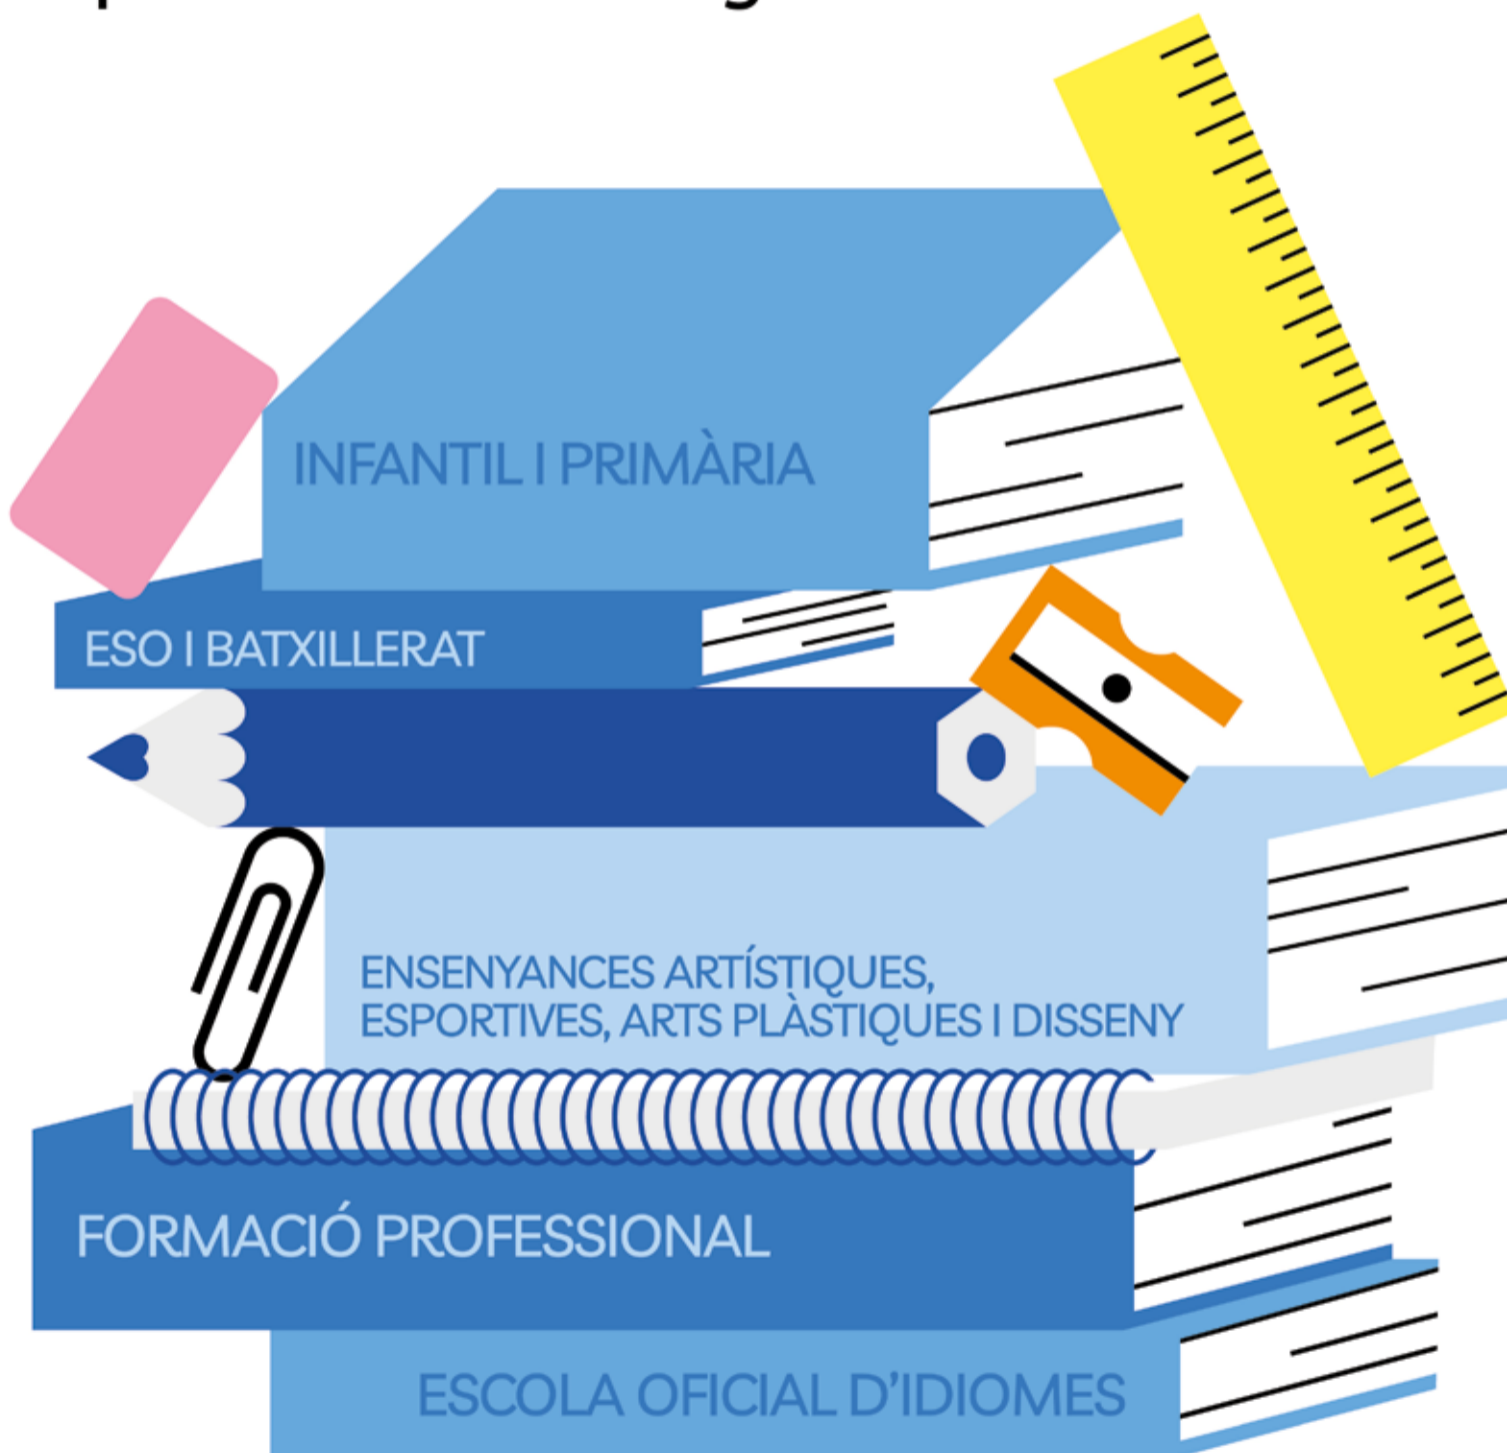 INFANTIL I PRIMÀRIA
ESO I BATXILLERAT
ENSENYANCES ARTÍSTIQUES,
ESPORTIVES, ARTS PLÀSTIQUES I DISSENY
FORMACIÓ PROFESSIONAL
ESCOLA OFICIAL D’IDIOMES